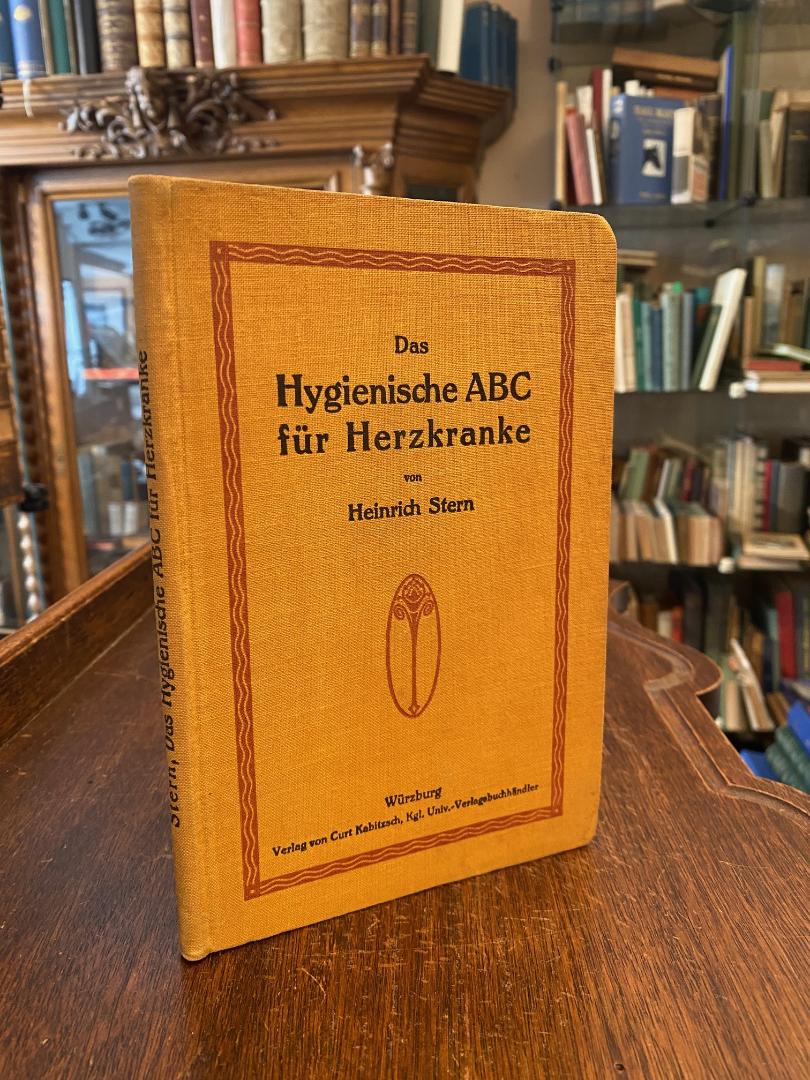 Das
Hygienische ABC
für Herzkranke
von
Heinrich Stern
Würzburg
Verlag von Curt Kabitzsch, Kgl. Univ.-Verlagsbuchhändler
Stern, Das Hygienische ABC für Herzkranke